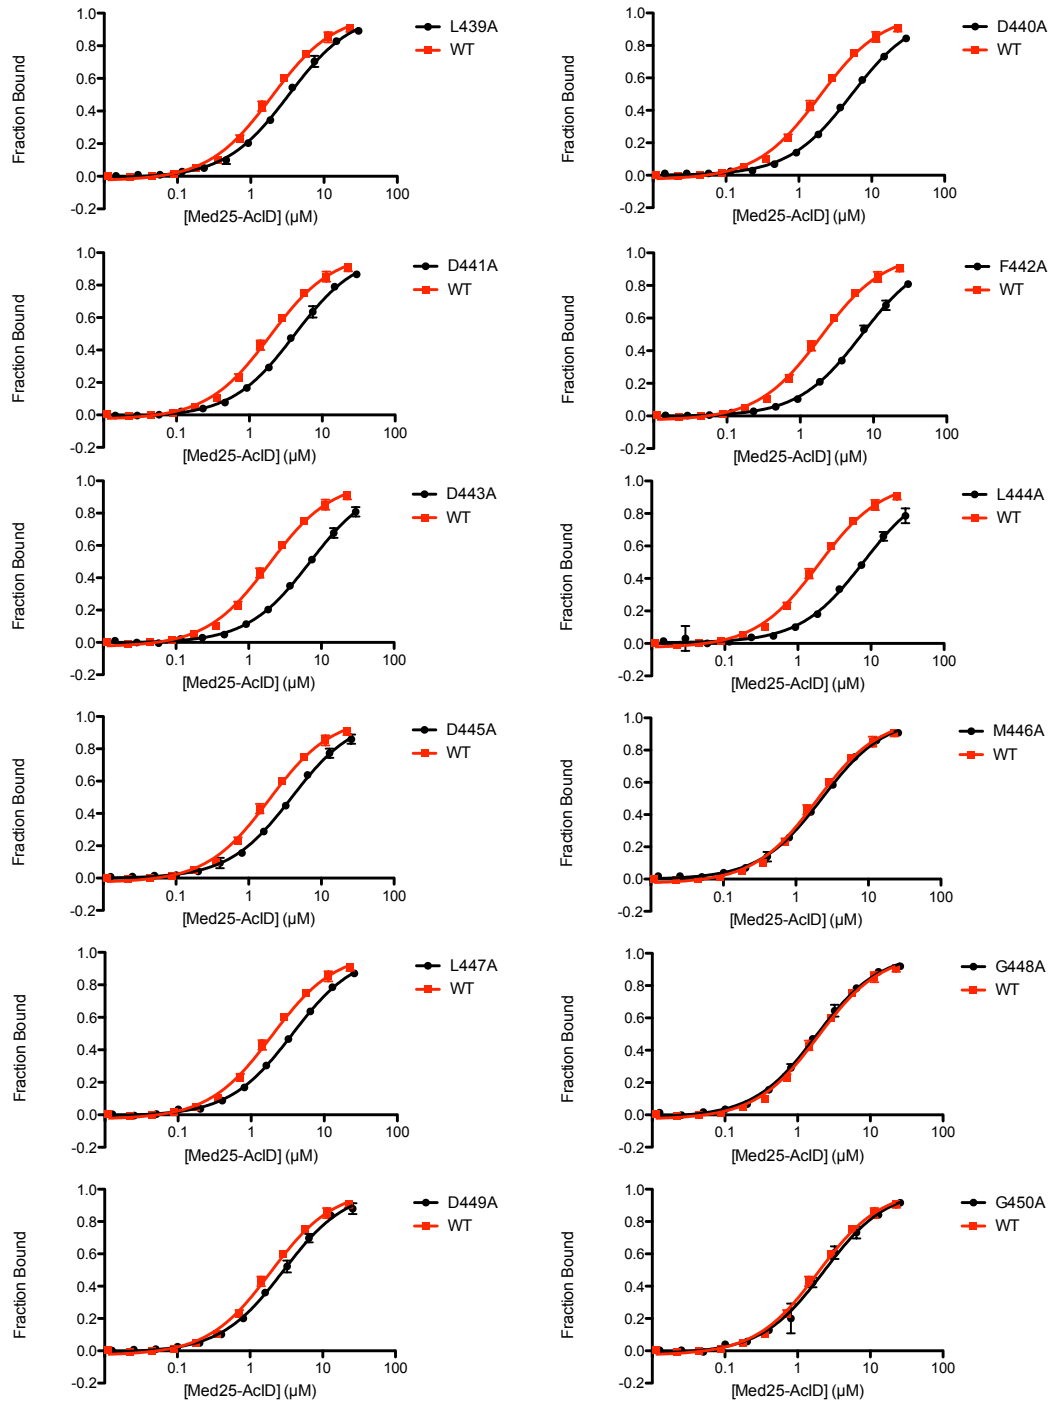 L439A
WT
Fraction Bound
1.0
0.8
0.6
0.4
0.2
0.0
-0.2
0.1
1
10
100
[Med25-AcID] (µM)
D440A
WT
Fraction Bound
1.0
0.8
0.6
0.4
0.2
0.0
-0.2
0.1
1
10
100
[Med25-AcID] (µM)
D441A
WT
Fraction Bound
1.0
0.8
0.6
0.4
0.2
0.0
-0.2
0.1
1
10
100
[Med25-AcID] (µM)
F442A
WT
Fraction Bound
1.0
0.8
0.6
0.4
0.2
0.0
-0.2
0.1
1
10
100
[Med25-AcID] (µM)
D443A
WT
Fraction Bound
1.0
0.8
0.6
0.4
0.2
0.0
-0.2
0.1
1
10
100
[Med25-AcID] (µM)
L444A
WT
Fraction Bound
1.0
0.8
0.6
0.4
0.2
0.0
-0.2
0.1
1
10
100
[Med25-AcID] (µM)
D445A
WT
Fraction Bound
1.0
0.8
0.6
0.4
0.2
0.0
-0.2
0.1
1
10
100
[Med25-AcID] (µM)
M446A
WT
Fraction Bound
1.0
0.8
0.6
0.4
0.2
0.0
-0.2
0.1
1
10
100
[Med25-AcID] (µM)
L447A
WT
Fraction Bound
1.0
0.8
0.6
0.4
0.2
0.0
-0.2
0.1
1
10
100
[Med25-AcID] (µM)
G448A
WT
Fraction Bound
1.0
0.8
0.6
0.4
0.2
0.0
-0.2
0.1
1
10
100
[Med25-AcID] (µM)
D449A
WT
Fraction Bound
1.0
0.8
0.6
0.4
0.2
0.0
-0.2
0.1
1
10
100
[Med25-AcID] (µM)
G450A
WT
Fraction Bound
1.0
0.8
0.6
0.4
0.2
0.0
-0.2
0.1
1
10
100
[Med25-AcID] (µM)